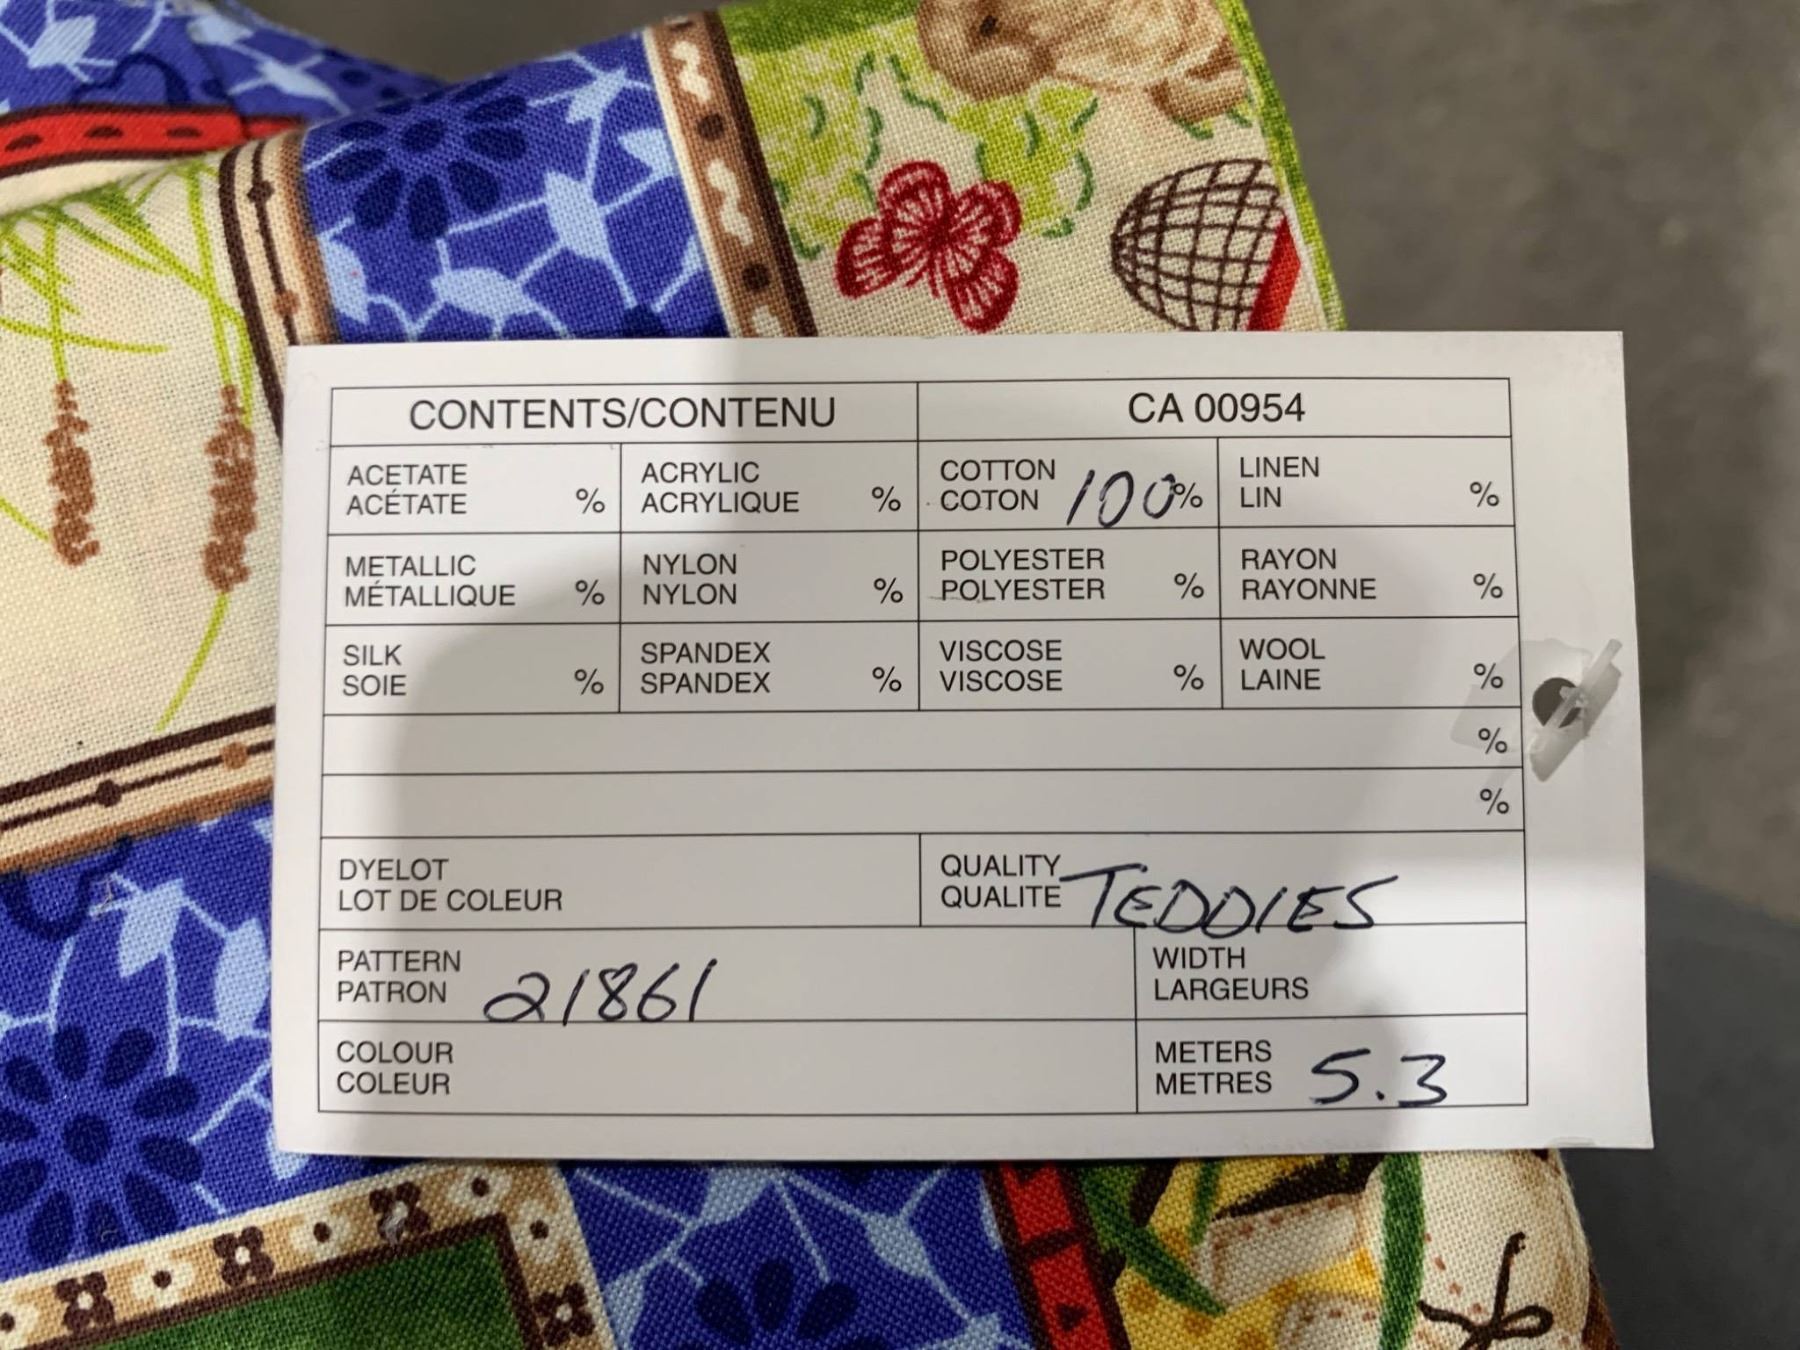 CONTENTS/CONTENU CA 00954
ACETATE ACRYLIC COTTON LINEN
ACÉTATE % ACRYLIQUE % COTON 100% LIN %
METALLIC NYLON POLYESTER RAYON
MÉTALLIQUE % NYLON % POLYESTER % RAYONNE %
SILK SPANDEX VISCOSE WOOL
SOIE % SPANDEX % VISCOSE % LAINE %
%
%
DYELOT QUALITY
LOT DE COLEUR QUALITE TEDDIES
PATTERN WIDTH
PATRON 21861 LARGEURS
COLOUR METERS
COLEUR METRES 5.3